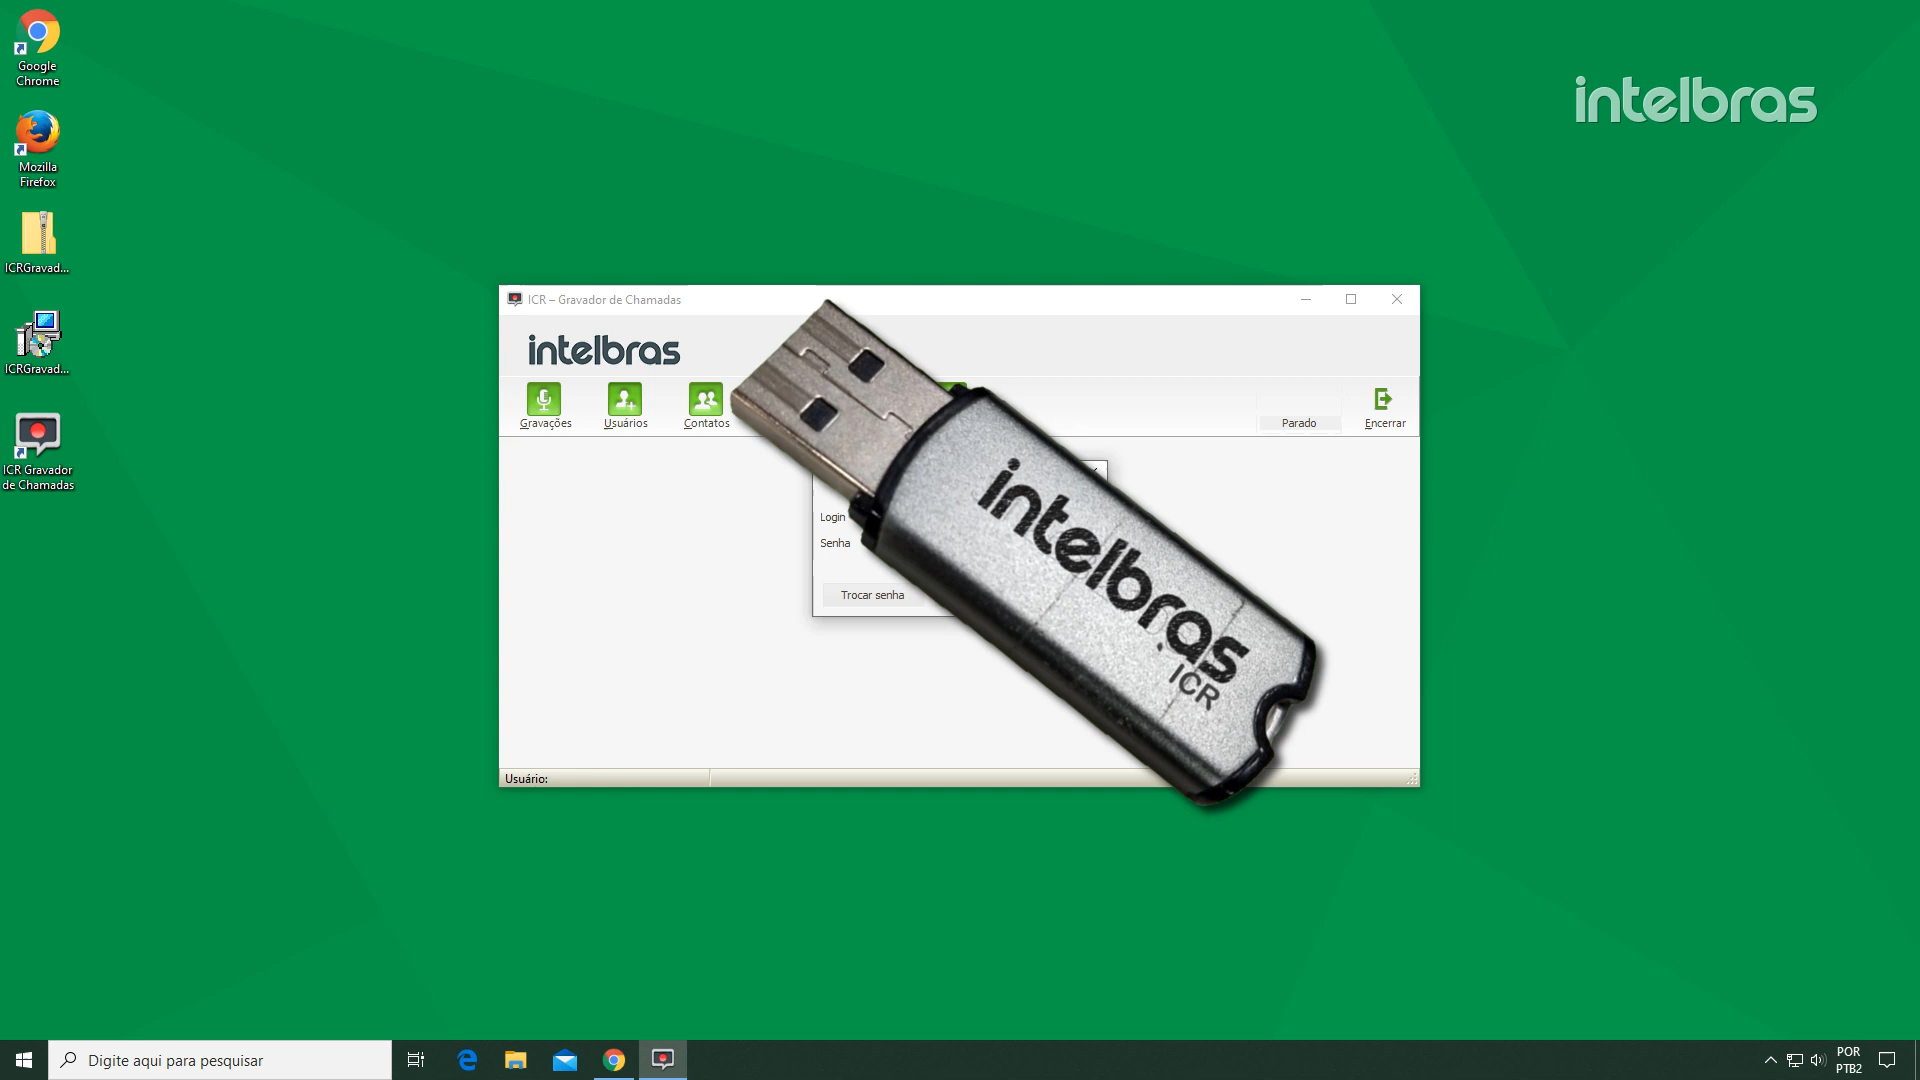 Google
Chrome
Mozilla
Firefox
ICRGravad...
ICRGravad...
ICR Gravador
de Chamadas
intelbras
ICR – Gravador de Chamadas
intelbras
Gravações
Usuários
Contatos
Parado
Encerrar
Login
Senha
Trocar senha
intelbras
ICR
Usuário:
Digite aqui para pesquisar
POR
PTB2